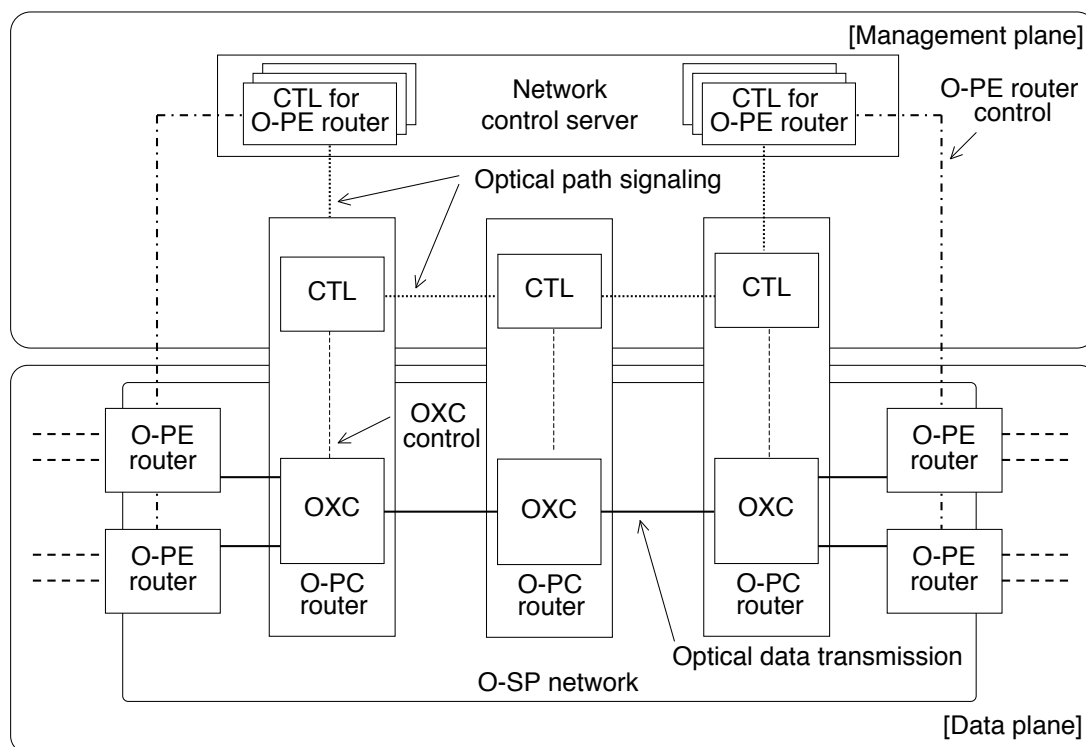 [Management plane]
CTL for
O-PE router
Network
control server
CTL for
O-PE router
O-PE router
control
Optical path signaling
CTL
CTL
CTL
OXC
control
O-PE
router
O-PE
router
OXC
OXC
OXC
O-PE
router
O-PE
router
O-PC
router
O-PC
router
O-PC
router
Optical data transmission
O-SP network
[Data plane]